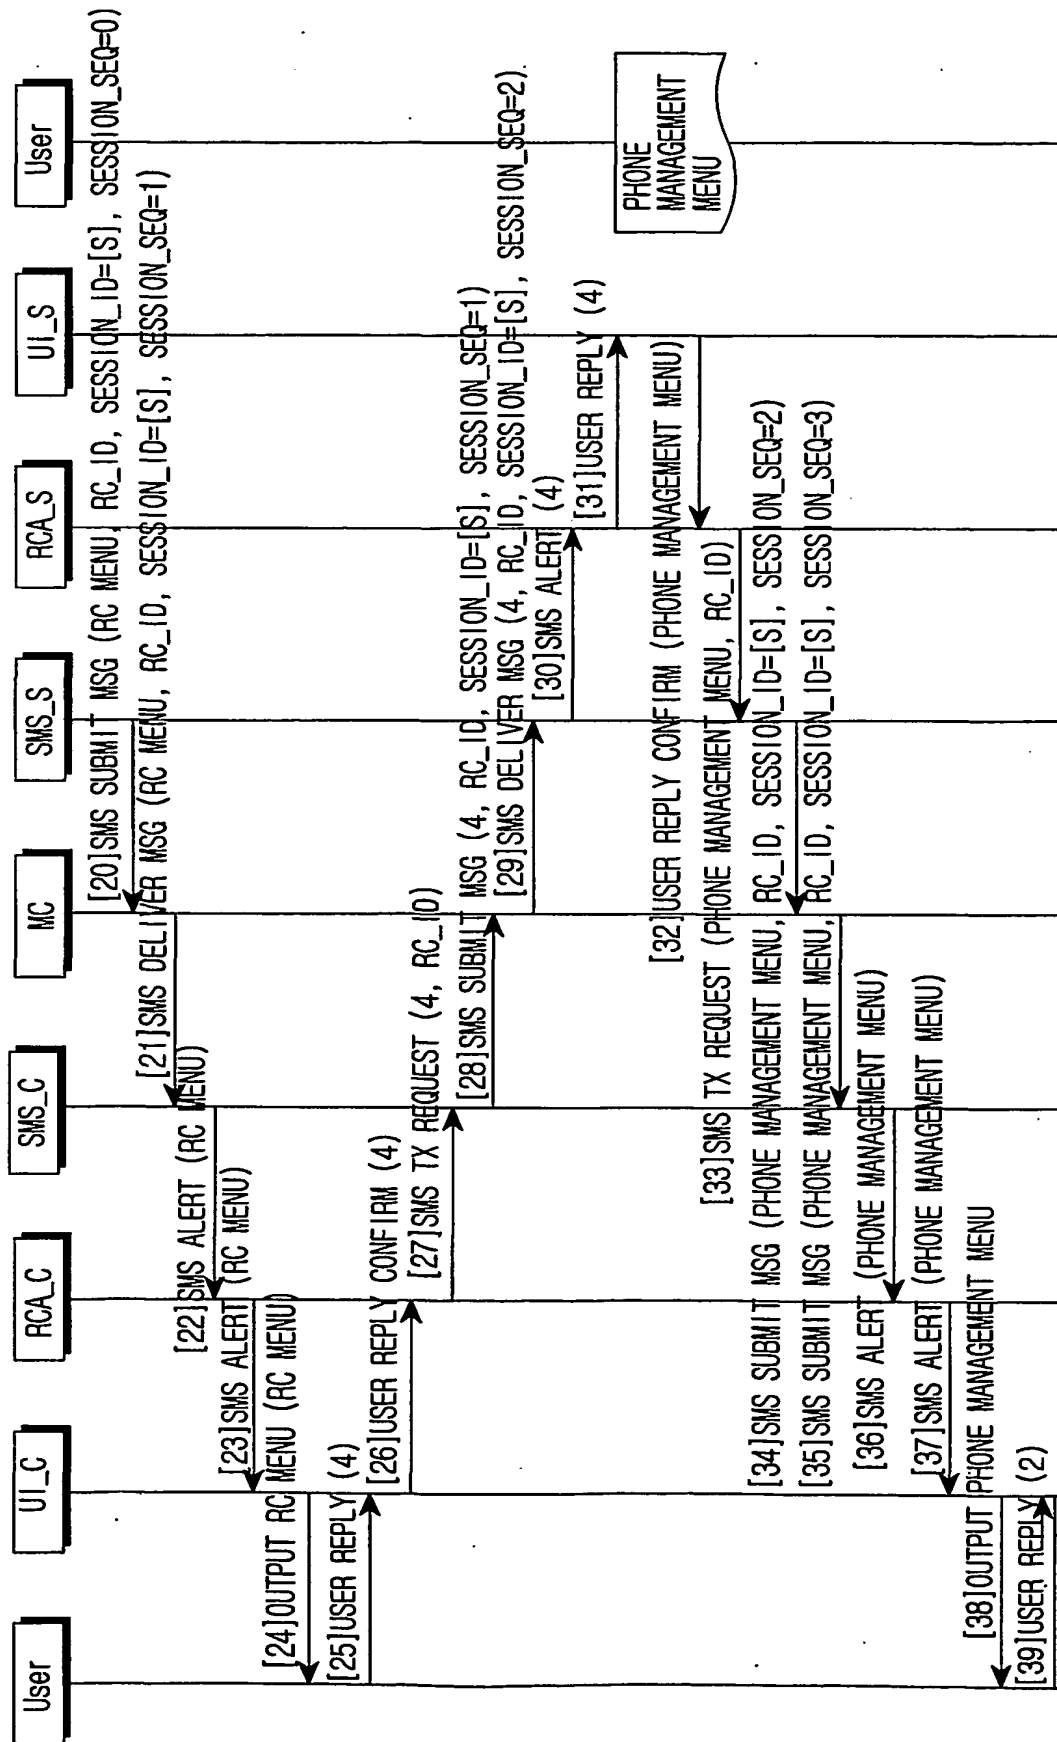 User
UI_C
RCA_C
SMS_C
MC
SMS_S
RCA_S
UI_S
User
[20]SMS SUBMIT MSG (RC MENU, RC_ID, SESSION_ID=[S], SESSION_SEQ=0)
[21]SMS DELIVER MSG (RC MENU, RC_ID, SESSION_ID=[S], SESSION_SEQ=1)
[22]SMS ALERT (RC MENU)
[23]SMS ALERT (RC MENU)
[24]OUTPUT RC MENU (RC MENU)
[25]USER REPLY (4)
[26]USER REPLY CONFIRM (4)
[27]SMS TX REQUEST (4, RC_ID)
[28]SMS SUBMIT MSG (4, RC_ID, SESSION_ID=[S], SESSION_SEQ=1)
[29]SMS DELIVER MSG (4, RC_ID, SESSION_ID=[S], SESSION_SEQ=2)
[30]SMS ALERT (4)
[31]USER REPLY (4)
PHONE
MANAGEMENT
MENU
[32]USER REPLY CONFIRM (PHONE MANAGEMENT MENU)
[33]SMS TX REQUEST (PHONE MANAGEMENT MENU, RC_ID)
[34]SMS SUBMIT MSG (PHONE MANAGEMENT MENU, RC_ID, SESSION_ID=[S], SESSION_SEQ=2)
[35]SMS SUBMIT MSG (PHONE MANAGEMENT MENU, RC_ID, SESSION_ID=[S], SESSION_SEQ=3)
[36]SMS ALERT (PHONE MANAGEMENT MENU)
[37]SMS ALERT (PHONE MANAGEMENT MENU)
[38]OUTPUT PHONE MANAGEMENT MENU
[39]USER REPLY (2)